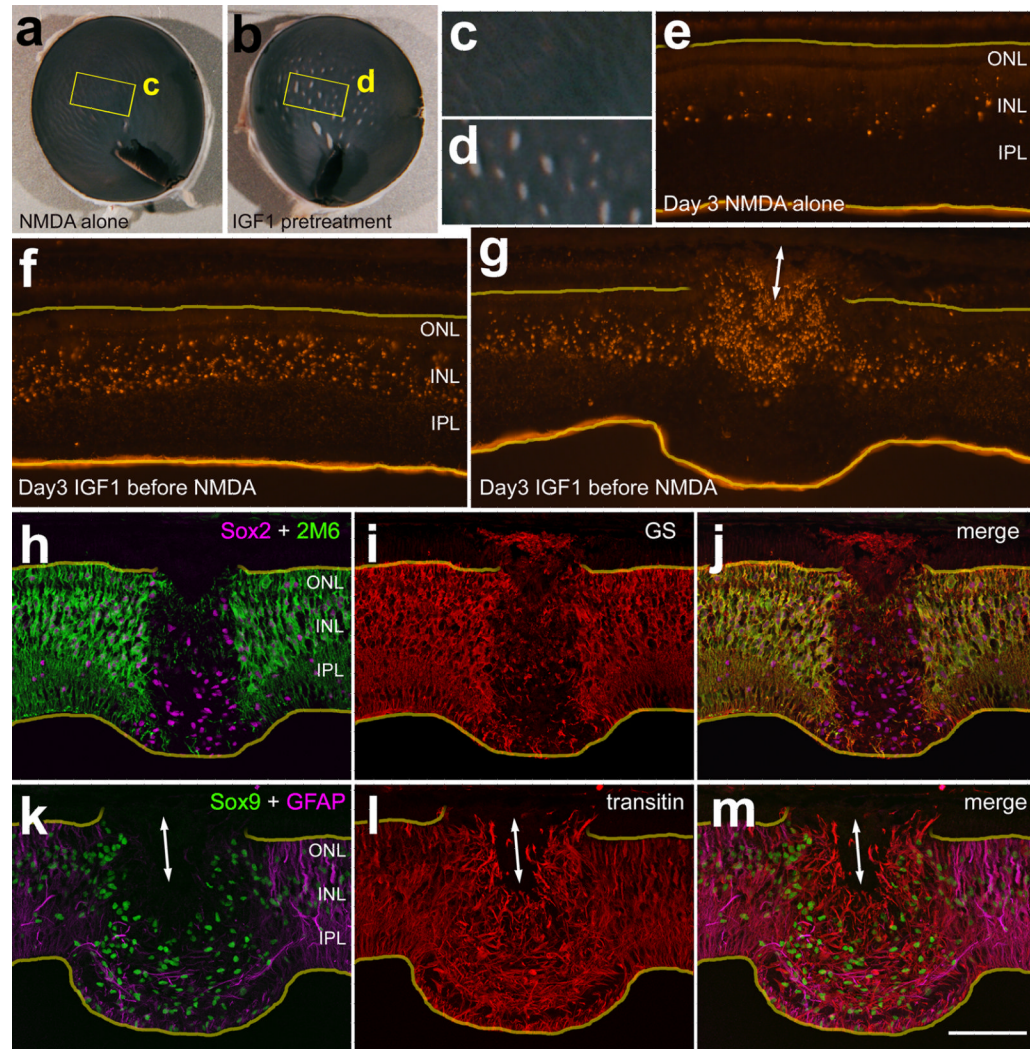 a
c
NMDA alone
b
d
IGF1 pretreatment
c
d
e
ONL
INL
IPL
Day 3 NMDA alone
f
ONL
INL
IPL
Day3 IGF1 before NMDA
g
Day3 IGF1 before NMDA
h
Sox2 + 2M6
ONL
INL
IPL
i
GS
j
merge
k
Sox9 + GFAP
ONL
INL
IPL
l
transitin
m
merge